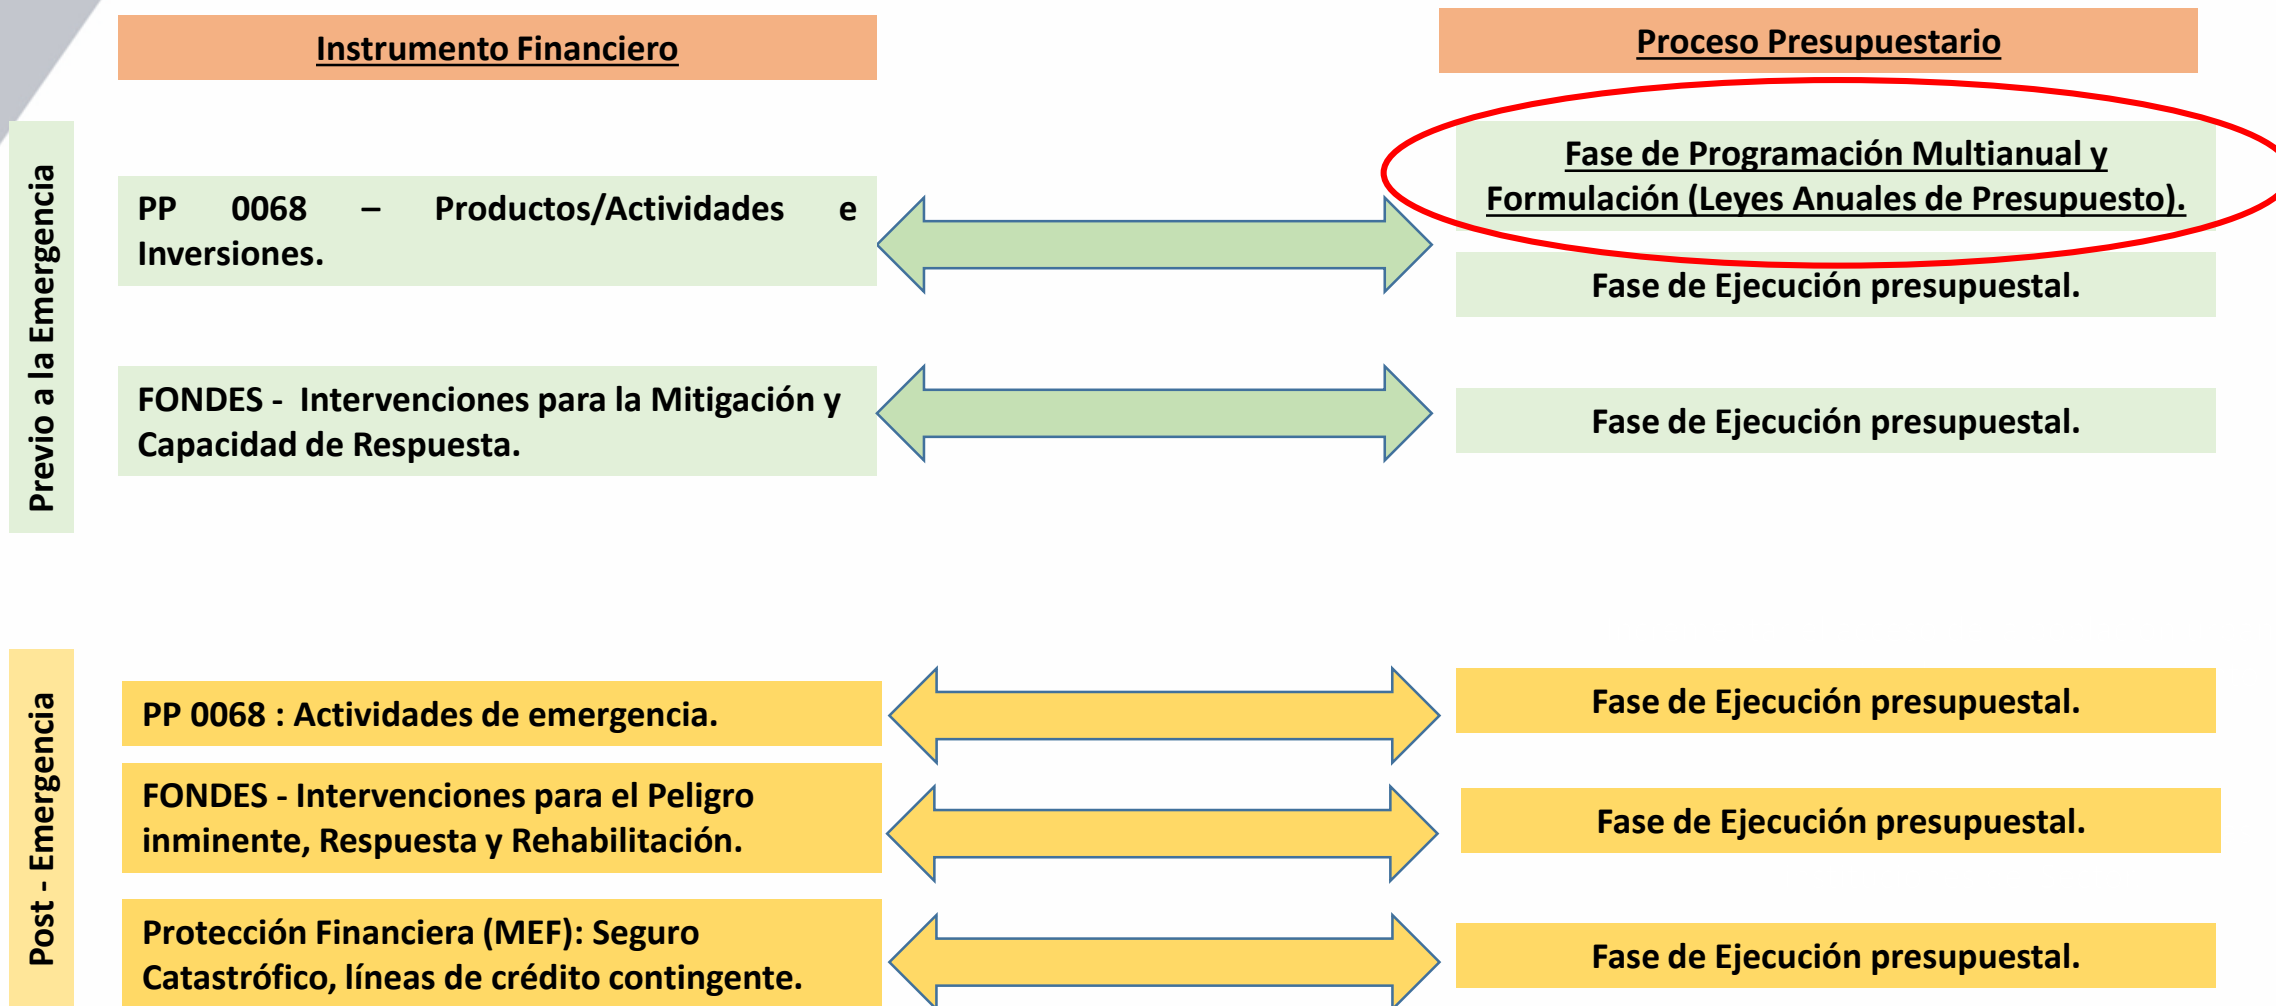 Instrumento Financiero
Proceso Presupuestario
Previo a la Emergencia
PP 0068 – Productos/Actividades e
Inversiones.
Fase de Programación Multianual y
Formulación (Leyes Anuales de Presupuesto).
Fase de Ejecución presupuestal.
FONDES - Intervenciones para la Mitigación y
Capacidad de Respuesta.
Fase de Ejecución presupuestal.
Post - Emergencia
PP 0068 : Actividades de emergencia.
Fase de Ejecución presupuestal.
FONDES - Intervenciones para el Peligro
inminente, Respuesta y Rehabilitación.
Fase de Ejecución presupuestal.
Protección Financiera (MEF): Seguro
Catastrófico, líneas de crédito contingente.
Fase de Ejecución presupuestal.